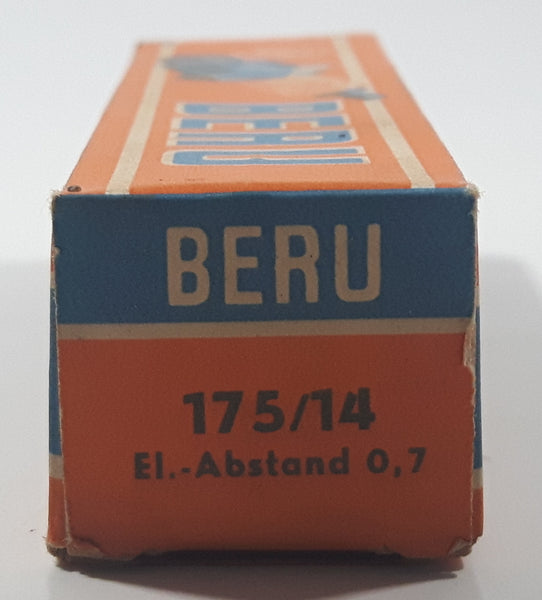 BERU
BERU
175/14
El.-Abstand 0,7